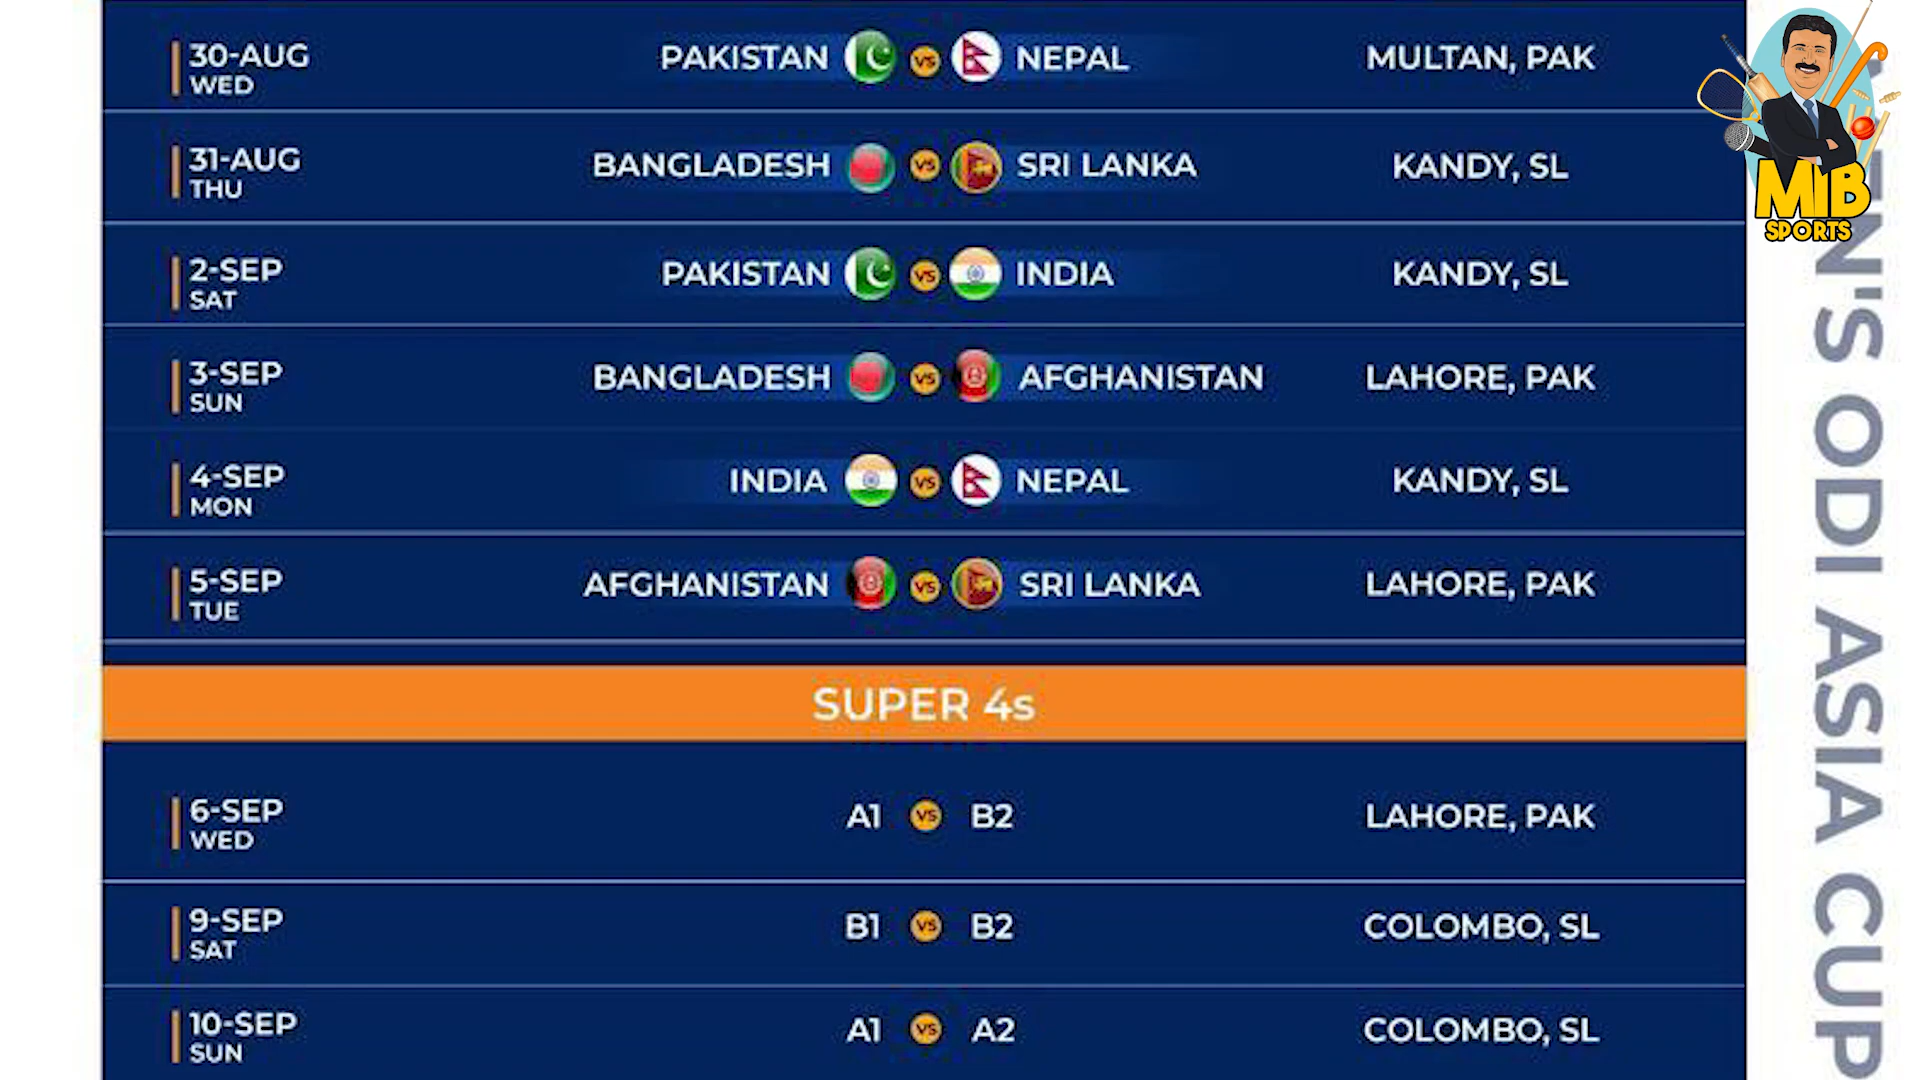 30-AUG
WED
PAKISTAN VS NEPAL
MULTAN, PAK
31-AUG
THU
BANGLADESH VS SRI LANKA
KANDY, SL
2-SEP
SAT
PAKISTAN VS INDIA
KANDY, SL
3-SEP
SUN
BANGLADESH VS AFGHANISTAN
LAHORE, PAK
4-SEP
MON
INDIA VS NEPAL
KANDY, SL
5-SEP
TUE
AFGHANISTAN VS SRI LANKA
LAHORE, PAK
SUPER 4s
6-SEP
WED
A1 VS B2
LAHORE, PAK
9-SEP
SAT
B1 VS B2
COLOMBO, SL
10-SEP
SUN
A1 VS A2
COLOMBO, SL
MIB
SPORTS
EN'S ODI ASIA CUP